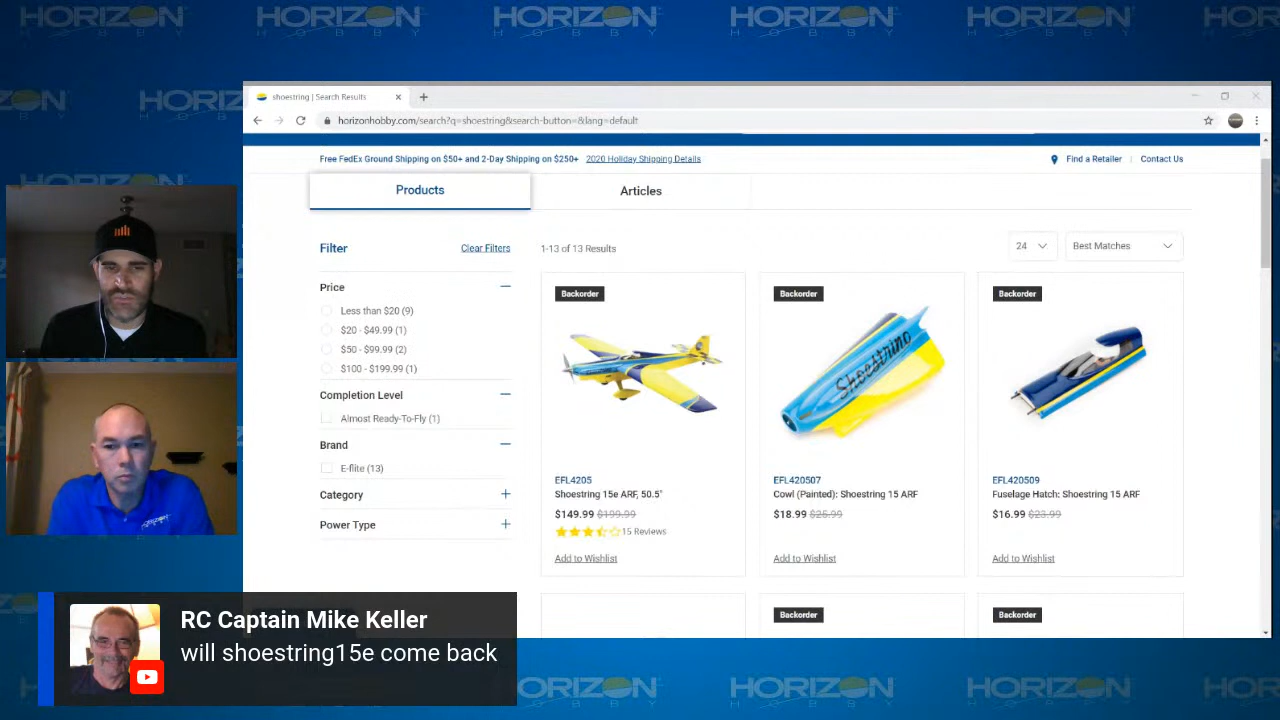 HORIZON HOBBY
shoestring | Search Results
horizonhobby.com/search?q=shoestring&search-button=&lang=default
Free FedEx Ground Shipping on $50+ and 2-Day Shipping on $250+ 2020 Holiday Shipping Details
Find a Retailer | Contact Us
Products
Articles
Filter
Clear Filters
1-13 of 13 Results
24
Best Matches
Price
Less than $20 (9)
$20 - $49.99 (1)
$50 - $99.99 (2)
$100 - $199.99 (1)
Completion Level
Almost Ready-To-Fly (1)
Brand
E-flite (13)
Category
Power Type
Backorder
EFL4205
Shoestring 15e ARF, 50.5"
$149.99 $199.99
15 Reviews
Add to Wishlist
Backorder
Shoestring
EFL420507
Cowl (Painted): Shoestring 15 ARF
$18.99 $25.99
Add to Wishlist
Backorder
EFL420509
Fuselage Hatch: Shoestring 15 ARF
$16.99 $23.99
Add to Wishlist
Backorder
Backorder
HORIZON
RC Captain Mike Keller
will shoestring15e come back